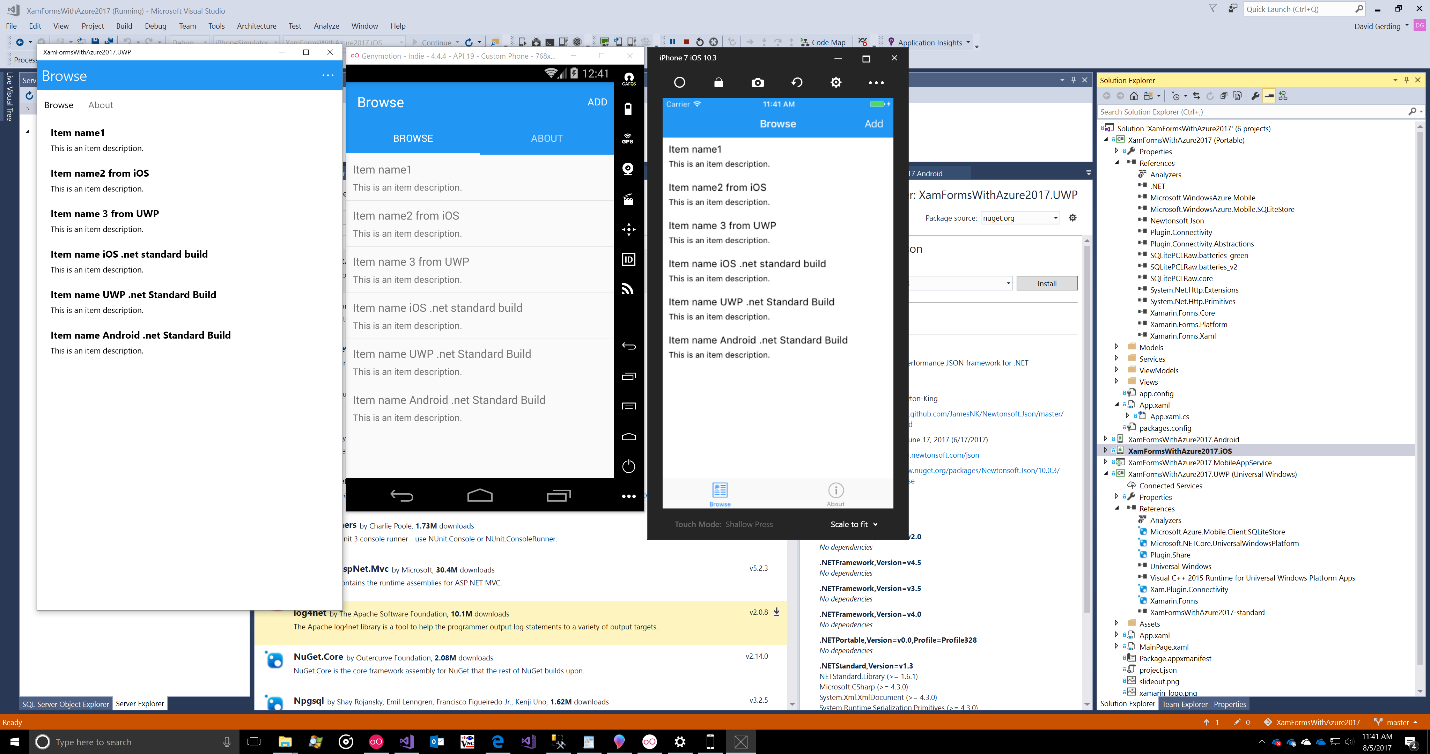 XamFormsWithAzure2017 (Running) - Microsoft Visual Studio
Quick Launch (Ctrl+Q)
File Edit View Project Build Debug Team Tools Architecture Test Analyze Window Help
David Gerding DG
Debug iPhoneSimulator XamFormsWithAzure2017.iOS Continue Code Map Application Insights
Live Visual Tree
XamFormsWithAzure2017.UWP
Browse
Browse About
Item name1
This is an item description.
Item name2 from iOS
This is an item description.
Item name 3 from UWP
This is an item description.
Item name iOS .net standard build
This is an item description.
Item name UWP .net Standard Build
This is an item description.
Item name Android .net Standard Build
This is an item description.
Genymotion - indie - 4.4.4 - API 19 - Custom Phone - 768x
12:41
Browse ADD
BROWSE ABOUT
Item name1
This is an item description.
Item name2 from iOS
This is an item description.
Item name 3 from UWP
This is an item description.
Item name iOS .net standard build
This is an item description.
Item name UWP .net Standard Build
This is an item description.
Item name Android .net Standard Build
This is an item description.
GPS
ID
iPhone 7 iOS 10.3
Carrier 11:41 AM
Browse Add
Item name1
This is an item description.
Item name2 from iOS
This is an item description.
Item name 3 from UWP
This is an item description.
Item name iOS .net standard build
This is an item description.
Item name UWP .net Standard Build
This is an item description.
Item name Android .net Standard Build
This is an item description.
Browse About
Touch Mode: Shallow Press Scale to fit
17.Android
r: XamFormsWithAzure2017.UWP
Package source: nuget.org
on
Install
erformance JSON framework for .NET
ton-King
.github.com/JamesNK/Newtonsoft.Json/master/
d
une 17, 2017 (6/17/2017)
.newtonsoft.com/json
w.nuget.org/packages/Newtonsoft.Json/10.0.3/
se
v2.0
No dependencies
.NETFramework,Version=v4.5
No dependencies
.NETFramework,Version=v3.5
No dependencies
.NETFramework,Version=v4.0
No dependencies
.NETPortable,Version=v0.0,Profile=Profile328
No dependencies
.NETStandard,Version=v1.3
NETStandard.Library (>= 1.6.1)
Microsoft.CSharp (>= 4.3.0)
System.Xml.XmlDocument (>= 4.3.0)
System.Runtime.Serialization.Primitives (>= 4.3.0)
ers by Charlie Poole, 1.73M downloads
nit 3 console runner use NUnit.Console or NUnit.ConsoleRunner.
spNet.Mvc by Microsoft, 30.4M downloads v5.2.3
ontains the runtime assemblies for ASP.NET MVC.
log4net by The Apache Software Foundation, 10.1M downloads v2.0.8
The Apache log4net library is a tool to help the programmer output log statements to a variety of output targets.
NuGet.Core by Outercurve Foundation, 2.08M downloads v2.14.0
NuGet.Core is the core framework assembly for NuGet that the rest of NuGet builds upon.
Npgsql by Shay Rojansky, Emil Lenngren, Francisco Figueiredo Jr., Kenji Uno, 1.62M downloads v3.2.5
Solution Explorer
Search Solution Explorer (Ctrl+;)
Solution 'XamFormsWithAzure2017' (6 projects)
XamFormsWithAzure2017 (Portable)
Properties
References
Analyzers
.NET
Microsoft.WindowsAzure.Mobile
Microsoft.WindowsAzure.Mobile.SQLiteStore
Newtonsoft.Json
Plugin.Connectivity
Plugin.Connectivity.Abstractions
SQLitePCLRaw.batteries_green
SQLitePCLRaw.batteries_v2
SQLitePCLRaw.core
System.Net.Http.Extensions
System.Net.Http.Primitives
Xamarin.Forms.Core
Xamarin.Forms.Platform
Xamarin.Forms.Xaml
Models
Services
ViewModels
Views
app.config
App.xaml
App.xaml.cs
packages.config
XamFormsWithAzure2017.Android
XamFormsWithAzure2017.iOS
XamFormsWithAzure2017.MobileAppService
XamFormsWithAzure2017.UWP (Universal Windows)
Connected Services
Properties
References
Analyzers
Microsoft.Azure.Mobile.Client.SQLiteStore
Microsoft.NETCore.UniversalWindowsPlatform
Plugin.Share
Universal Windows
Visual C++ 2015 Runtime for Universal Windows Platform Apps
Xam.Plugin.Connectivity
Xamarin.Forms
XamFormsWithAzure2017-standard
Assets
App.xaml
MainPage.xaml
Package.appxmanifest
project.json
slideout.png
xamarin_logo.png
SQL Server Object Explorer Server Explorer
Solution Explorer Team Explorer Properties
Ready 1 0 XamFormsWithAzure2017 master
Type here to search
11:41 AM
8/5/2017